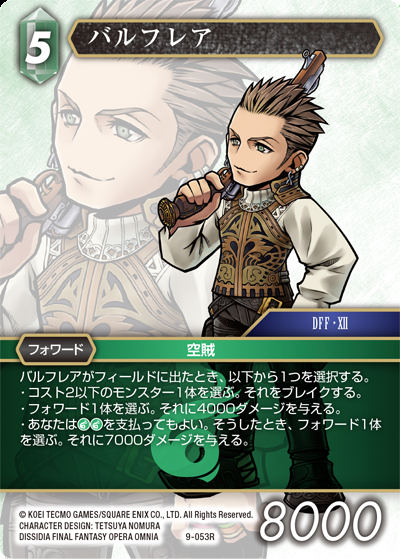 5
バルフレア
DFF・XII
フォワード
空賊
バルフレアがフィールドに出たとき、以下から1つを選択する。
・コスト2以下のモンスター1体を選ぶ。それをブレイクする。
・フォワード1体を選ぶ。それに4000ダメージを与える。
・あなたは を支払ってもよい。そうしたとき、フォワード1体
を選ぶ。それに7000ダメージを与える。
© KOEI TECMO GAMES/SQUARE ENIX CO., LTD. All Rights Reserved.
CHARACTER DESIGN: TETSUYA NOMURA
DISSIDIA FINAL FANTASY OPERA OMNIA
9-053R
8000